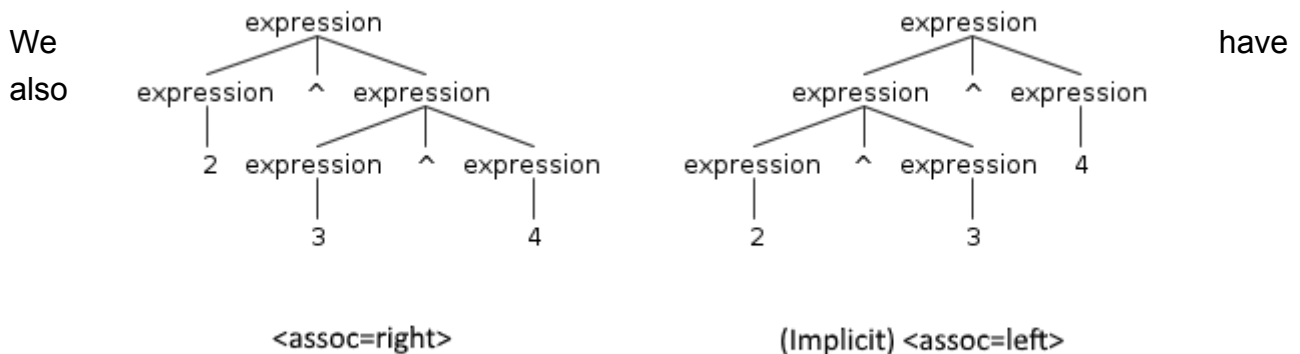 expression expression
We have
also expression ^ expression expression ^ expression
2 expression ^ expression expression ^ expression 4
3 4 2 3
<assoc=right> (Implicit) <assoc=left>